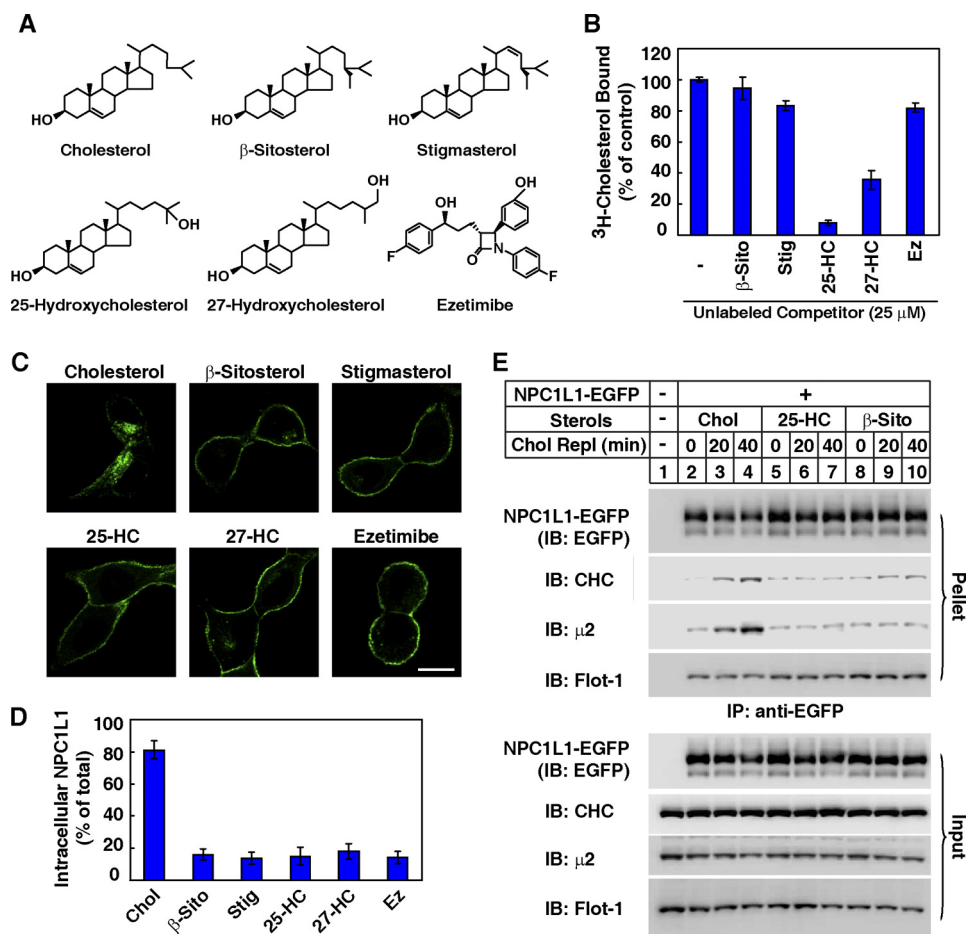 A
HO
Cholesterol
HO
β-Sitosterol
HO
Stigmasterol
OH
HO
25-Hydroxycholesterol
OH
HO
27-Hydroxycholesterol
OH
OH
F
O
N
F
Ezetimibe
B
³H-Cholesterol Bound
(% of control)
120
100
80
60
40
20
0
-
β-Sito
Stig
25-HC
27-HC
Ez
Unlabeled Competitor (25 μM)
C
Cholesterol
β-Sitosterol
Stigmasterol
25-HC
27-HC
Ezetimibe
D
Intracellular NPC1L1
(% of total)
100
80
60
40
20
0
Chol
β-Sito
Stig
25-HC
27-HC
Ez
E
NPC1L1-EGFP - +
Sterols - Chol 25-HC β-Sito
Chol Repl (min) - 0 20 40 0 20 40 0 20 40
1 2 3 4 5 6 7 8 9 10
NPC1L1-EGFP
(IB: EGFP)
IB: CHC
IB: μ2
IB: Flot-1
Pellet
IP: anti-EGFP
NPC1L1-EGFP
(IB: EGFP)
IB: CHC
IB: μ2
IB: Flot-1
Input